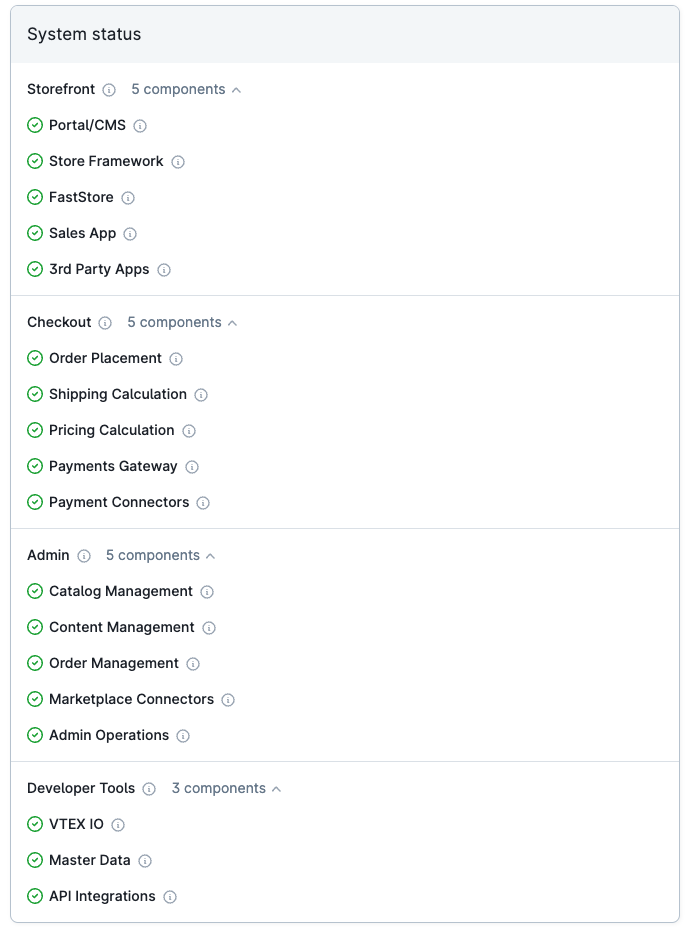 System status
Storefront 5 components
Portal/CMS
Store Framework
FastStore
Sales App
3rd Party Apps
Checkout 5 components
Order Placement
Shipping Calculation
Pricing Calculation
Payments Gateway
Payment Connectors
Admin 5 components
Catalog Management
Content Management
Order Management
Marketplace Connectors
Admin Operations
Developer Tools 3 components
VTEX IO
Master Data
API Integrations